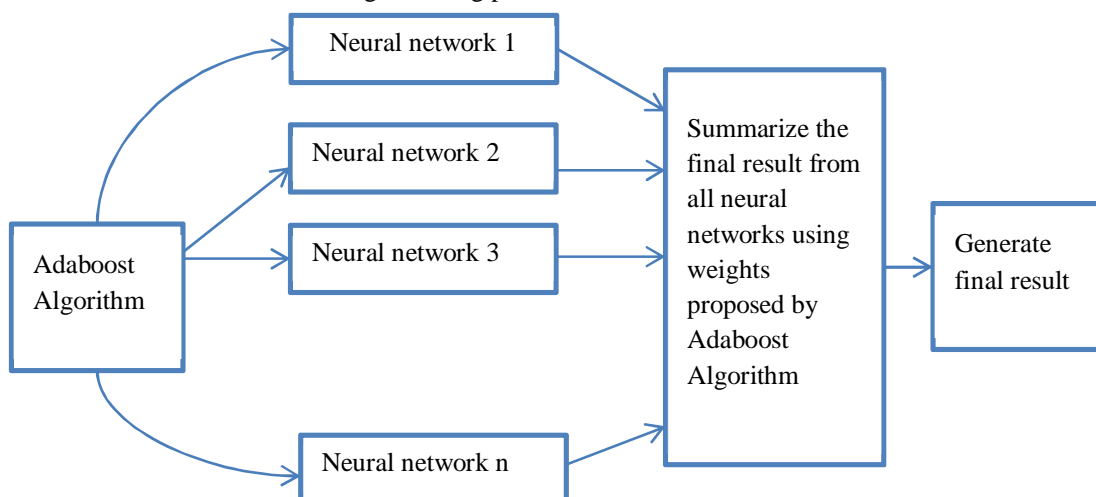 Neural network 1
Neural network 2
Neural network 3
Neural network n
Adaboost
Algorithm
Summarize the
final result from
all neural
networks using
weights
proposed by
Adaboost
Algorithm
Generate
final result